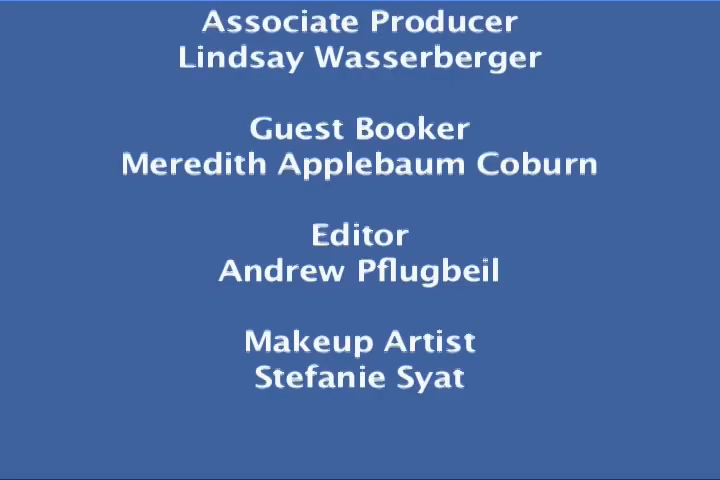 Associate Producer
Lindsay Wasserberger
Guest Booker
Meredith Applebaum Coburn
Editor
Andrew Pflugbeil
Makeup Artist
Stefanie Syat